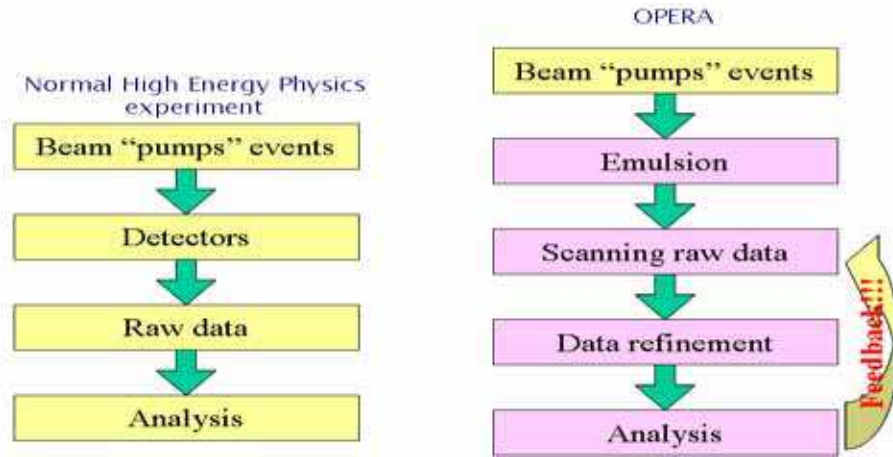 Normal High Energy Physics
experiment
Beam “pumps” events
Detectors
Raw data
Analysis
OPERA
Beam “pumps” events
Emulsion
Scanning raw data
Data refinement
Analysis
Feedback!!!